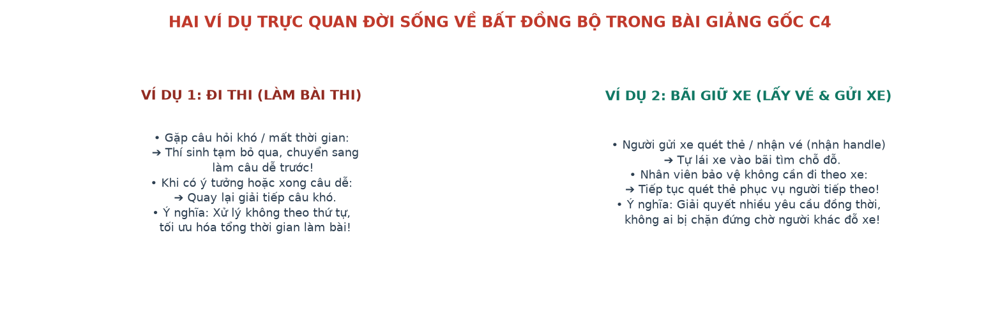 HAI VÍ DỤ TRỰC QUAN ĐỜI SỐNG VỀ BẤT ĐỒNG BỘ TRONG BÀI GIẢNG GỐC C4
VÍ DỤ 1: ĐI THI (LÀM BÀI THI)
• Gặp câu hỏi khó / mất thời gian:
➔ Thí sinh tạm bỏ qua, chuyển sang
làm câu dễ trước!
• Khi có ý tưởng hoặc xong câu dễ:
➔ Quay lại giải tiếp câu khó.
• Ý nghĩa: Xử lý không theo thứ tự,
tối ưu hóa tổng thời gian làm bài!
VÍ DỤ 2: BÃI GIỮ XE (LẤY VÉ & GỬI XE)
• Người gửi xe quét thẻ / nhận vé (nhận handle)
➔ Tự lái xe vào bãi tìm chỗ đỗ.
• Nhân viên bảo vệ không cần đi theo xe:
➔ Tiếp tục quét thẻ phục vụ người tiếp theo!
• Ý nghĩa: Giải quyết nhiều yêu cầu đồng thời,
không ai bị chặn đứng chờ người khác đỗ xe!